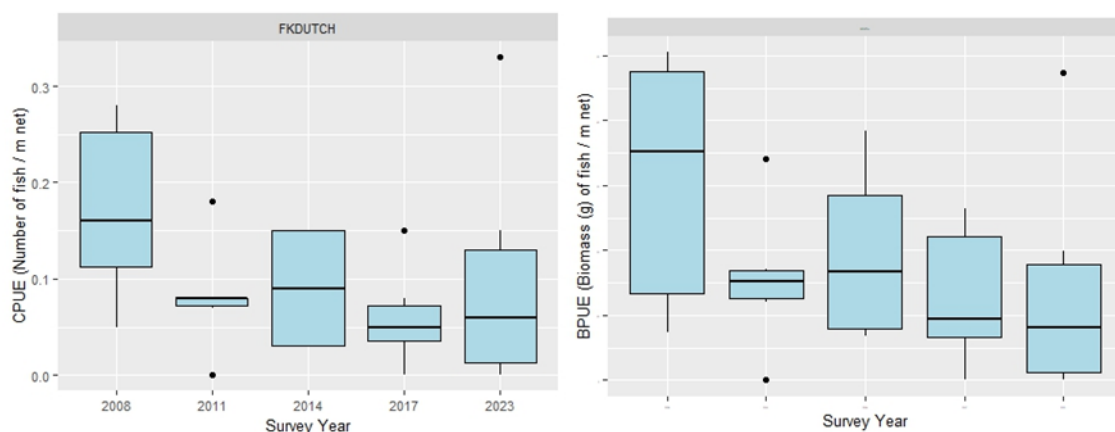 FKDUTCH
CPUE (Number of fish / m net)
0.3
0.2
0.1
0.0
2008 2011 2014 2017 2023
Survey Year
BPUE (Biomass (g) of fish / m net)
Survey Year